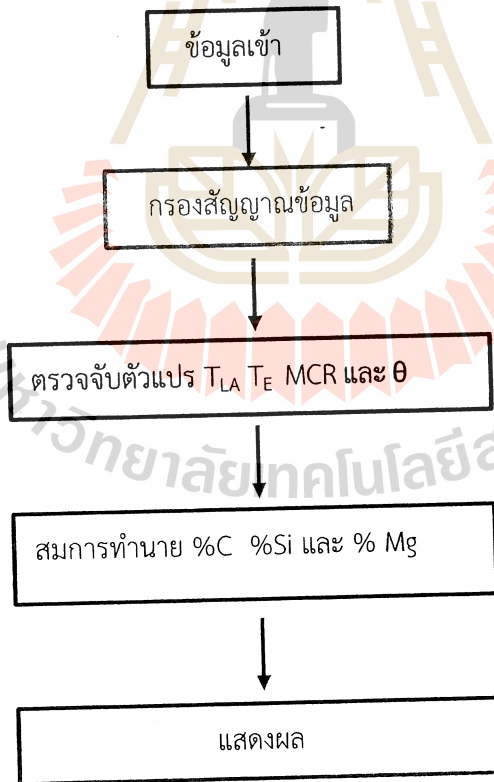 ข้อมูลเข้า
กรองสัญญาณข้อมูล
ตรวจจับตัวแปร T_LA T_E MCR และ θ
สมการทำนาย %C %Si และ % Mg
แสดงผล